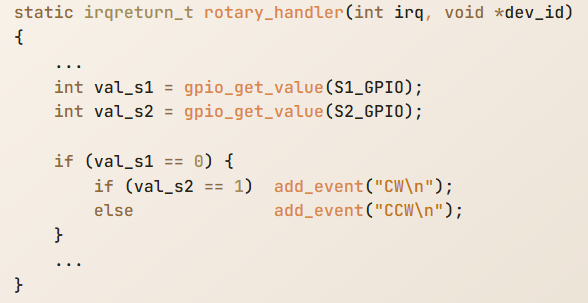 static irqreturn_t rotary_handler(int irq, void *dev_id)
{
    ...
    int val_s1 = gpio_get_value(S1_GPIO);
    int val_s2 = gpio_get_value(S2_GPIO);

    if (val_s1 == 0) {
        if (val_s2 == 1)  add_event("CW\n");
        else              add_event("CCW\n");
    }
    ...
}